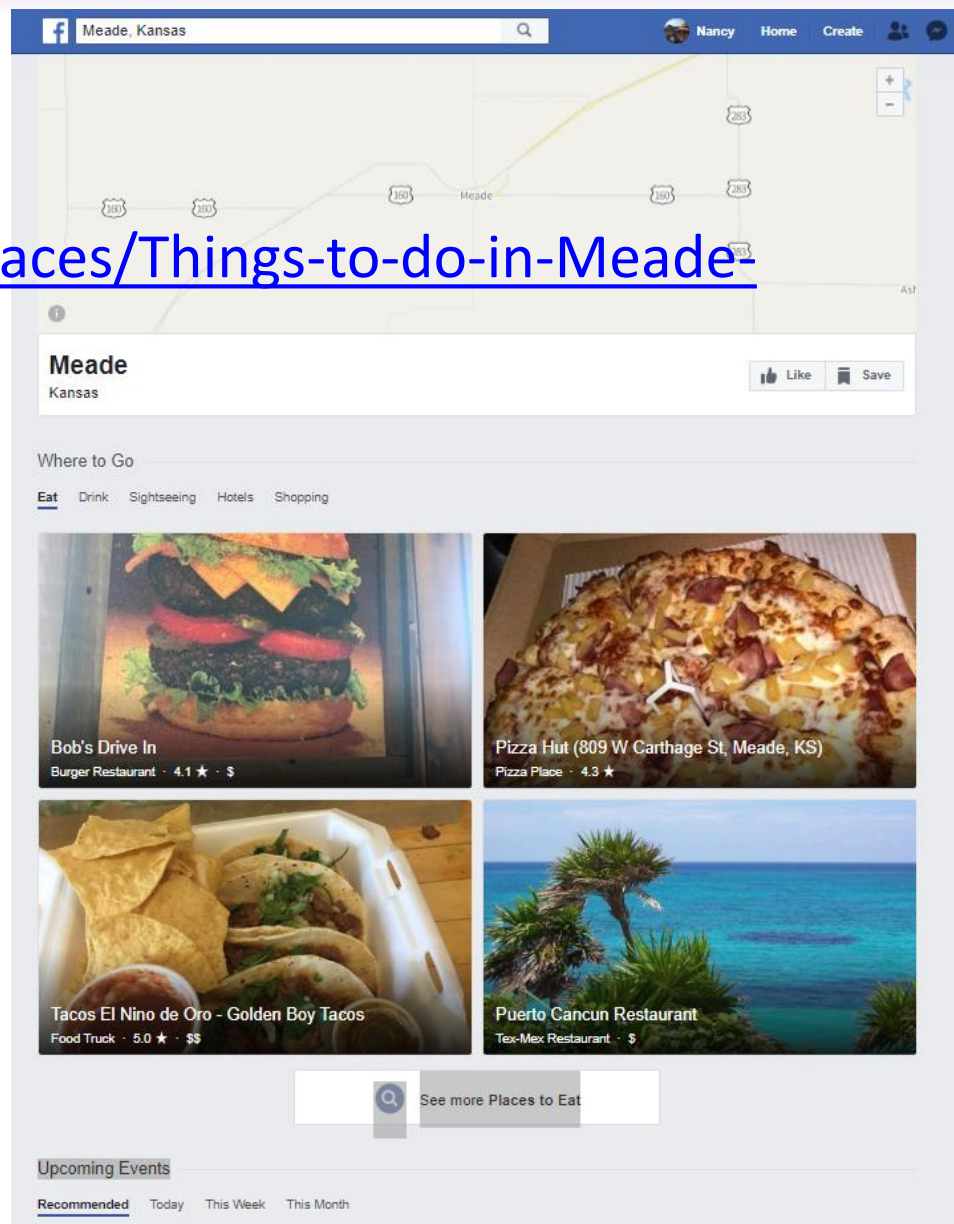 f Meade, Kansas Nancy Home Create
+
283
-
160 Meade 160 283
160 160
aces/Things-to-do-in-Meade-
283
Ash
i
Meade
Kansas
Like Save
Where to Go
Eat Drink Sightseeing Hotels Shopping
Bob's Drive In
Burger Restaurant · 4.1 ★ · $
Pizza Hut (809 W Carthage St, Meade, KS)
Pizza Place · 4.3 ★
Tacos El Nino de Oro - Golden Boy Tacos
Food Truck · 5.0 ★ · $$
Puerto Cancun Restaurant
Tex-Mex Restaurant · $
See more Places to Eat
Upcoming Events
Recommended Today This Week This Month